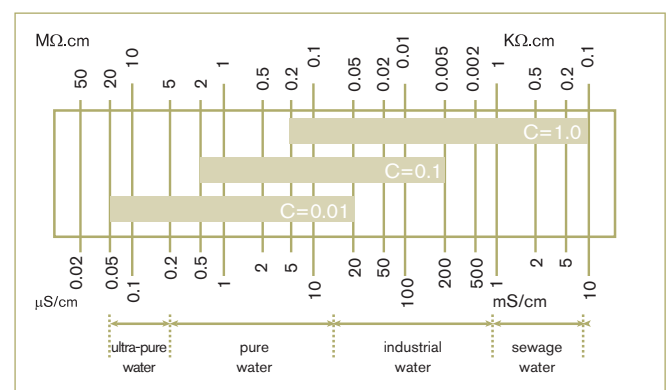 MΩ.cm KΩ.cm
50 20 10 5 2 1 0.5 0.2 0.1 0.05 0.02 0.01 0.005 0.002 1 0.5 0.2 0.1
C=1.0
C=0.1
C=0.01
0.02 0.05 0.1 0.2 0.5 1 2 5 10 20 50 100 200 500 1 2 5 10
μS/cm mS/cm
ultra-pure pure industrial sewage
water water water water